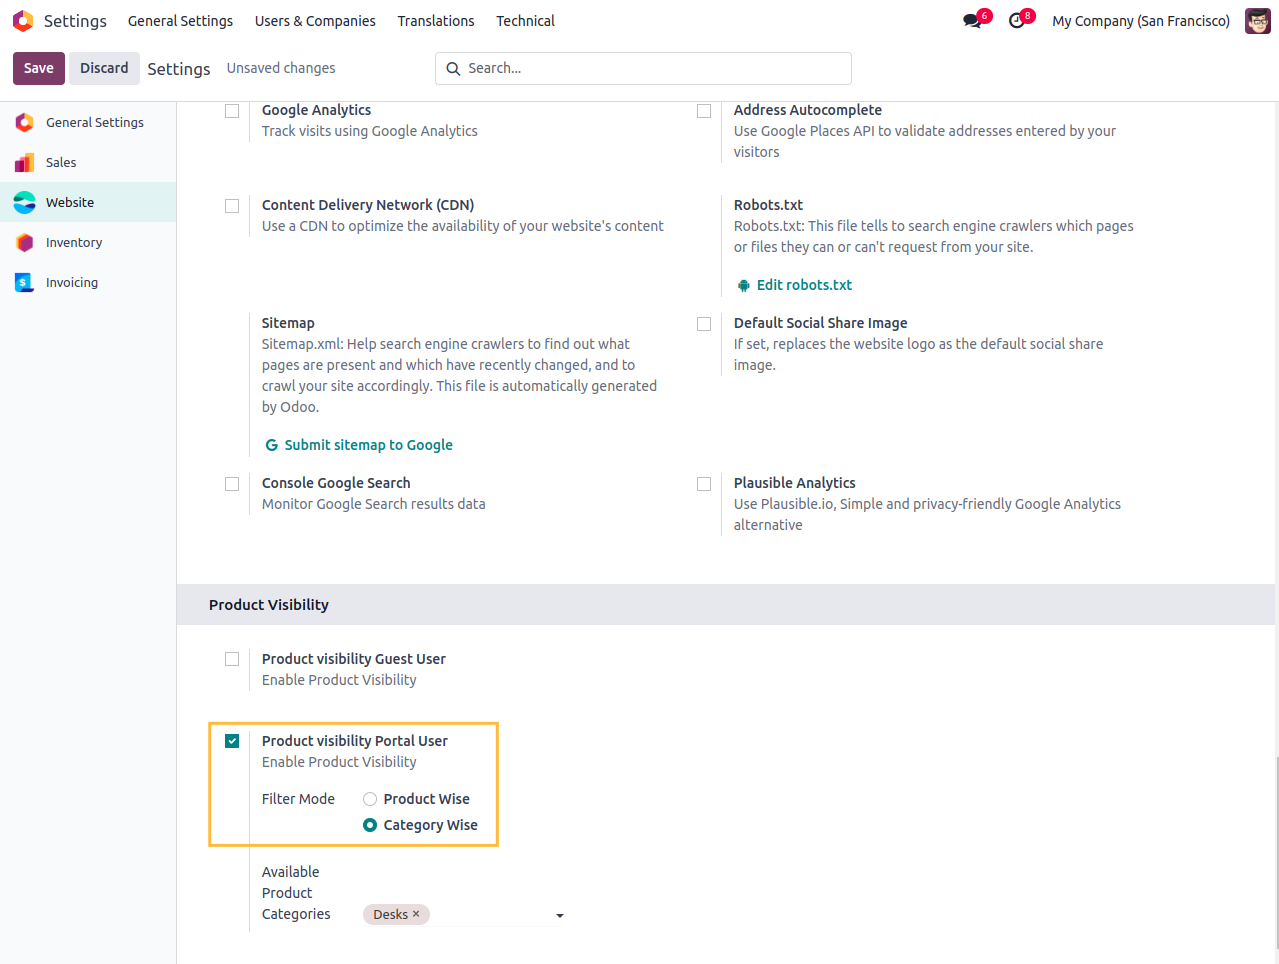 Settings General Settings Users & Companies Translations Technical 6 8 My Company (San Francisco)
Save Discard Settings Unsaved changes Search...
General Settings
Sales
Website
Inventory
Invoicing
Google Analytics
Track visits using Google Analytics
Address Autocomplete
Use Google Places API to validate addresses entered by your
visitors
Content Delivery Network (CDN)
Use a CDN to optimize the availability of your website's content
Robots.txt
Robots.txt: This file tells to search engine crawlers which pages
or files they can or can't request from your site.
Edit robots.txt
Sitemap
Sitemap.xml: Help search engine crawlers to find out what
pages are present and which have recently changed, and to
crawl your site accordingly. This file is automatically generated
by Odoo.
Submit sitemap to Google
Default Social Share Image
If set, replaces the website logo as the default social share
image.
Console Google Search
Monitor Google Search results data
Plausible Analytics
Use Plausible.io, Simple and privacy-friendly Google Analytics
alternative
Product Visibility
Product visibility Guest User
Enable Product Visibility
Product visibility Portal User
Enable Product Visibility
Filter Mode Product Wise
Category Wise
Available
Product
Categories Desks ×